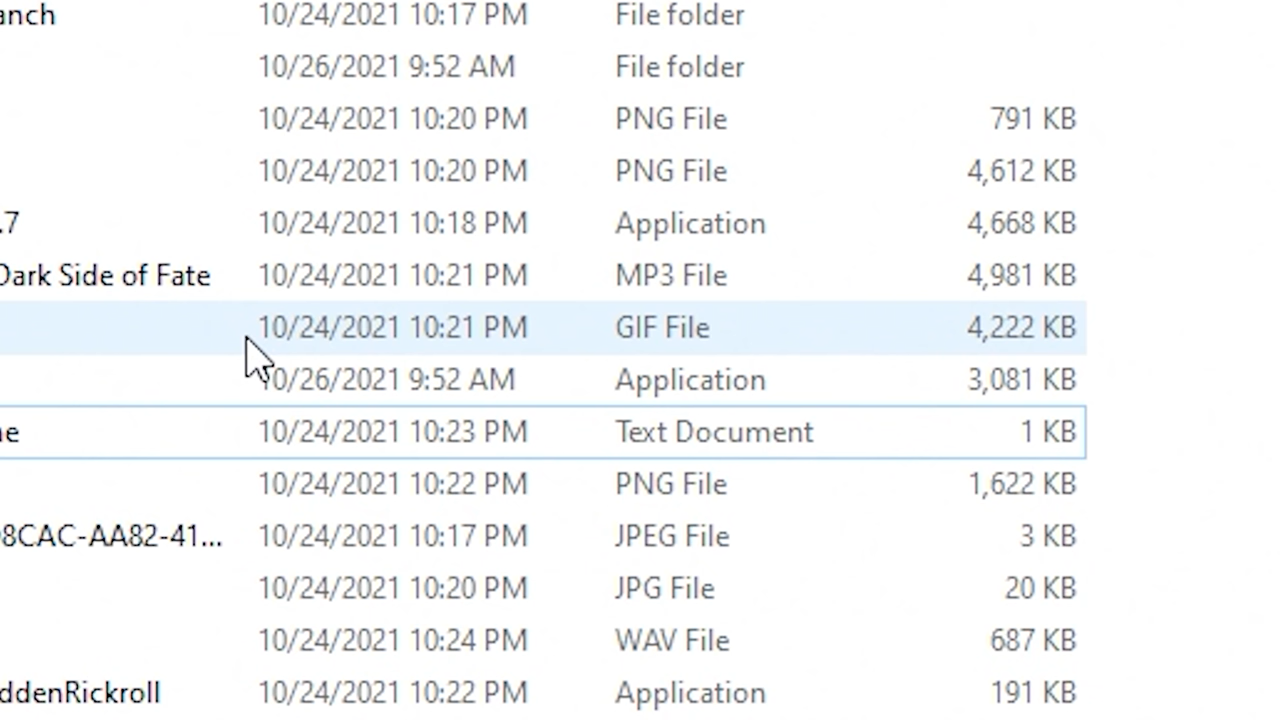 anch 10/24/2021 10:17 PM File folder
10/26/2021 9:52 AM File folder
10/24/2021 10:20 PM PNG File 791 KB
10/24/2021 10:20 PM PNG File 4,612 KB
.7 10/24/2021 10:18 PM Application 4,668 KB
Dark Side of Fate 10/24/2021 10:21 PM MP3 File 4,981 KB
10/24/2021 10:21 PM GIF File 4,222 KB
10/26/2021 9:52 AM Application 3,081 KB
ne 10/24/2021 10:23 PM Text Document 1 KB
10/24/2021 10:22 PM PNG File 1,622 KB
98CAC-AA82-41... 10/24/2021 10:17 PM JPEG File 3 KB
10/24/2021 10:20 PM JPG File 20 KB
10/24/2021 10:24 PM WAV File 687 KB
ddenRickroll 10/24/2021 10:22 PM Application 191 KB